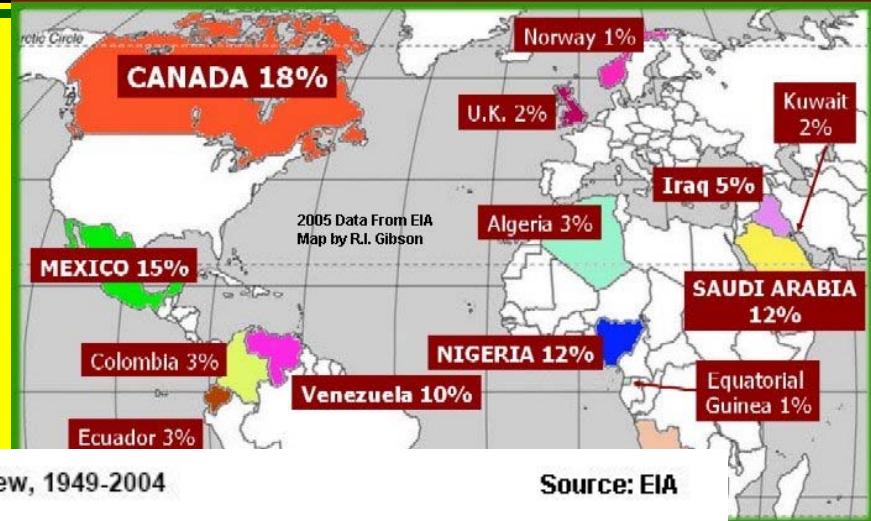 rctic Circle
Norway 1%
CANADA 18%
U.K. 2%
Kuwait
2%
Iraq 5%
2005 Data From EIA
Map by R.I. Gibson
Algeria 3%
MEXICO 15%
SAUDI ARABIA
12%
Colombia 3%
NIGERIA 12%
Venezuela 10%
Equatorial
Guinea 1%
Ecuador 3%
ew, 1949-2004
Source: EIA